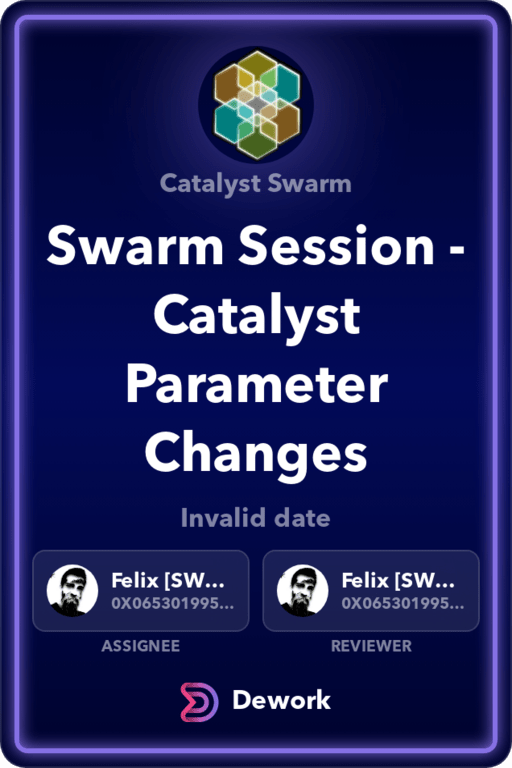 Catalyst Swarm
Swarm Session -
Catalyst
Parameter
Changes
Invalid date
Felix [SW...
0X065301995...
ASSIGNEE
Felix [SW...
0X065301995...
REVIEWER
Dework